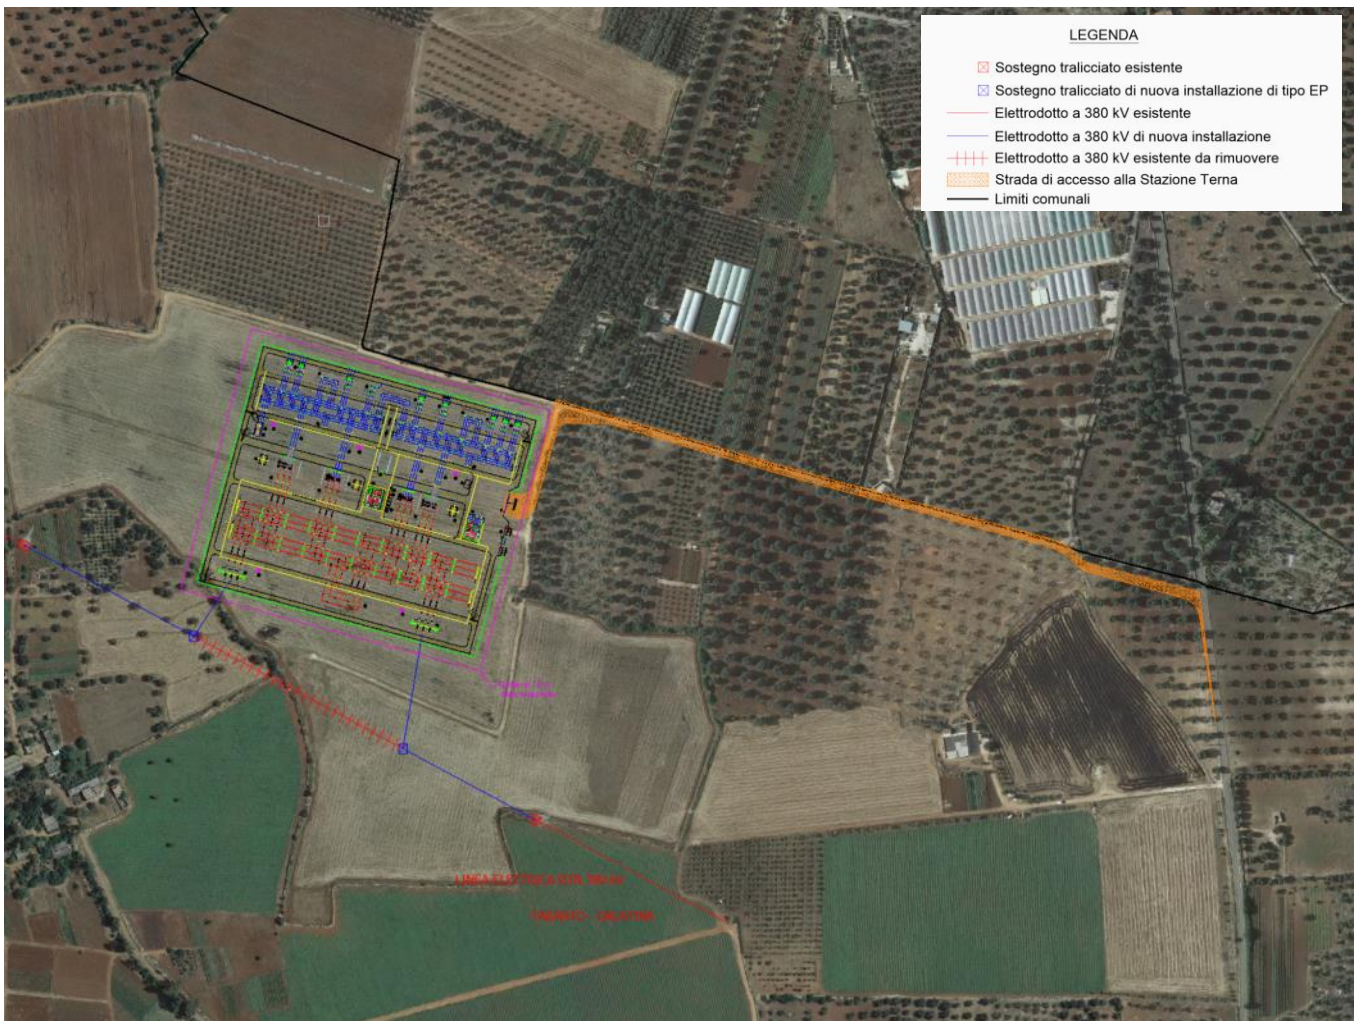 LEGENDA
Sostegno tralicciato esistente
Sostegno tralicciato di nuova installazione di tipo EP
Elettrodotto a 380 kV esistente
Elettrodotto a 380 kV di nuova installazione
Elettrodotto a 380 kV esistente da rimuovere
Strada di accesso alla Stazione Terna
Limiti comunali
LINEA